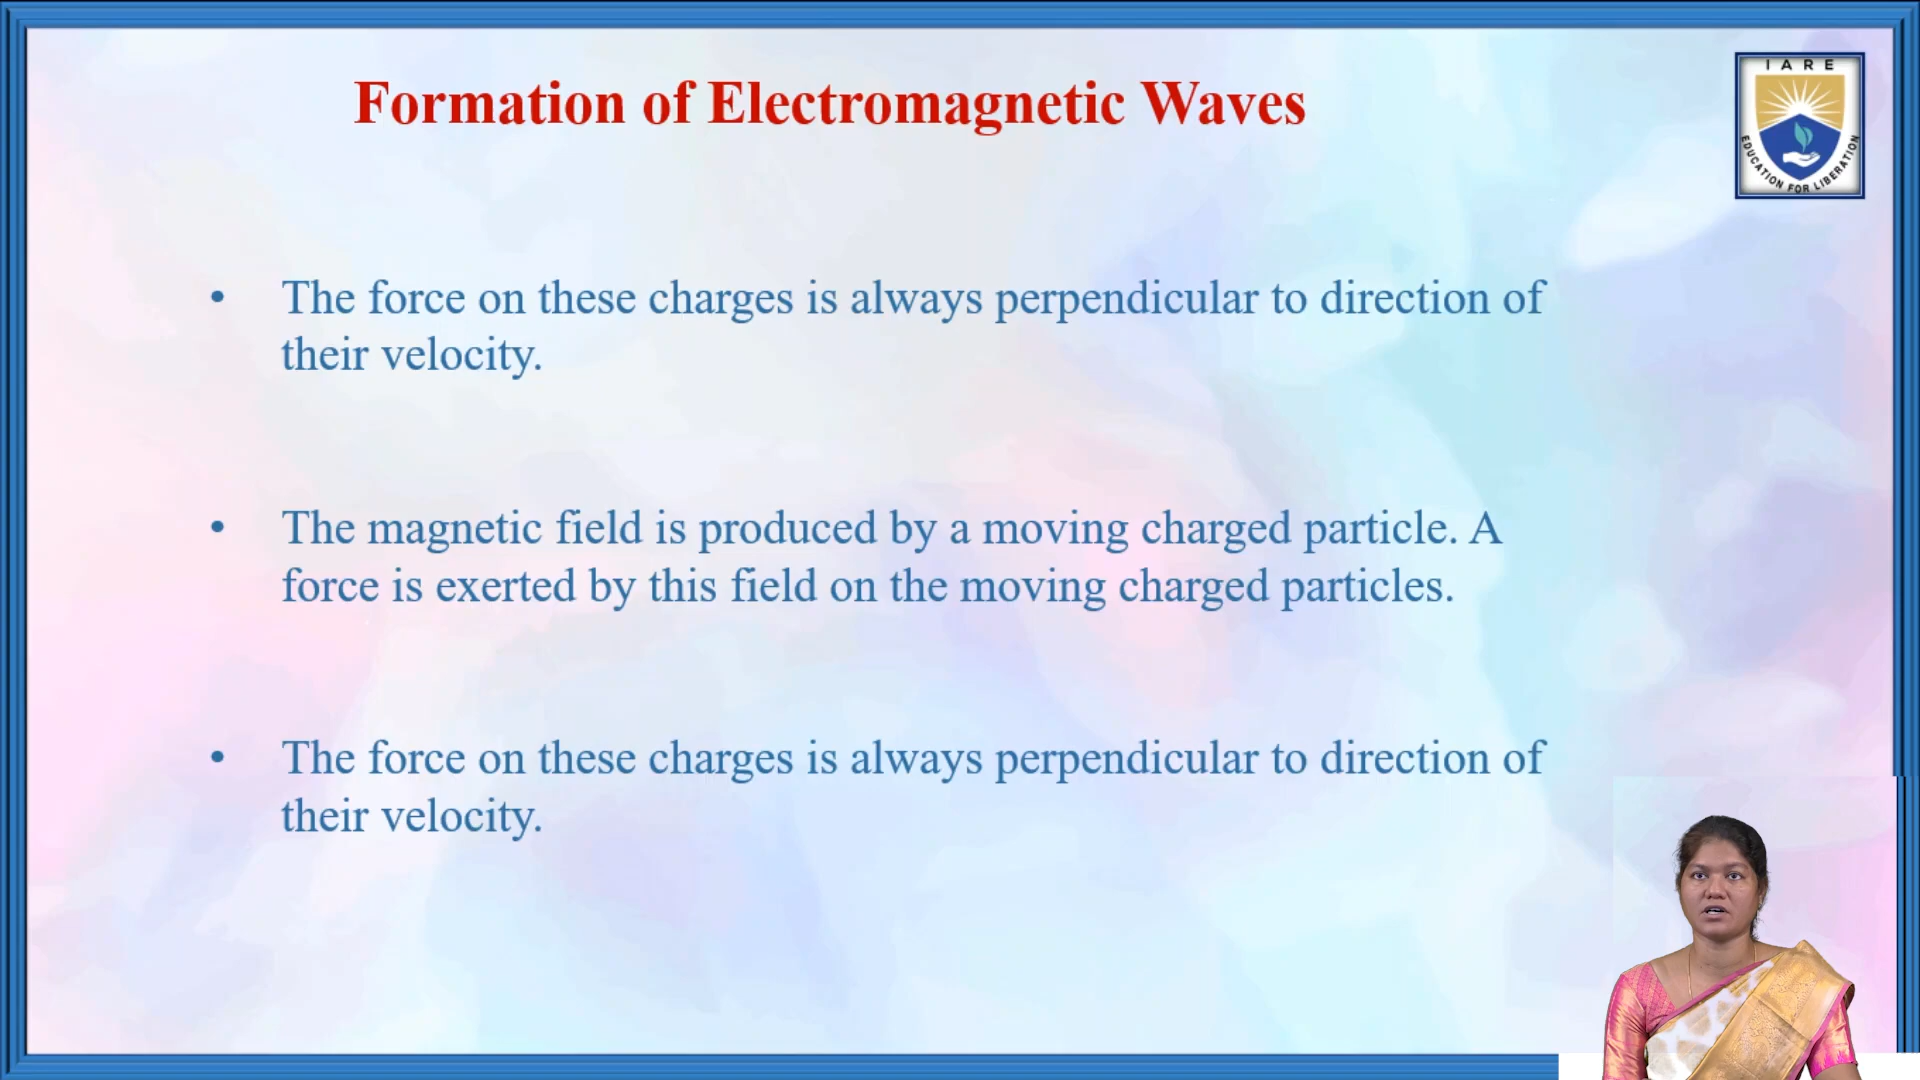 Formation of Electromagnetic Waves
I A R E
EDUCATION FOR LIBERATION
• The force on these charges is always perpendicular to direction of
their velocity.
• The magnetic field is produced by a moving charged particle. A
force is exerted by this field on the moving charged particles.
• The force on these charges is always perpendicular to direction of
their velocity.